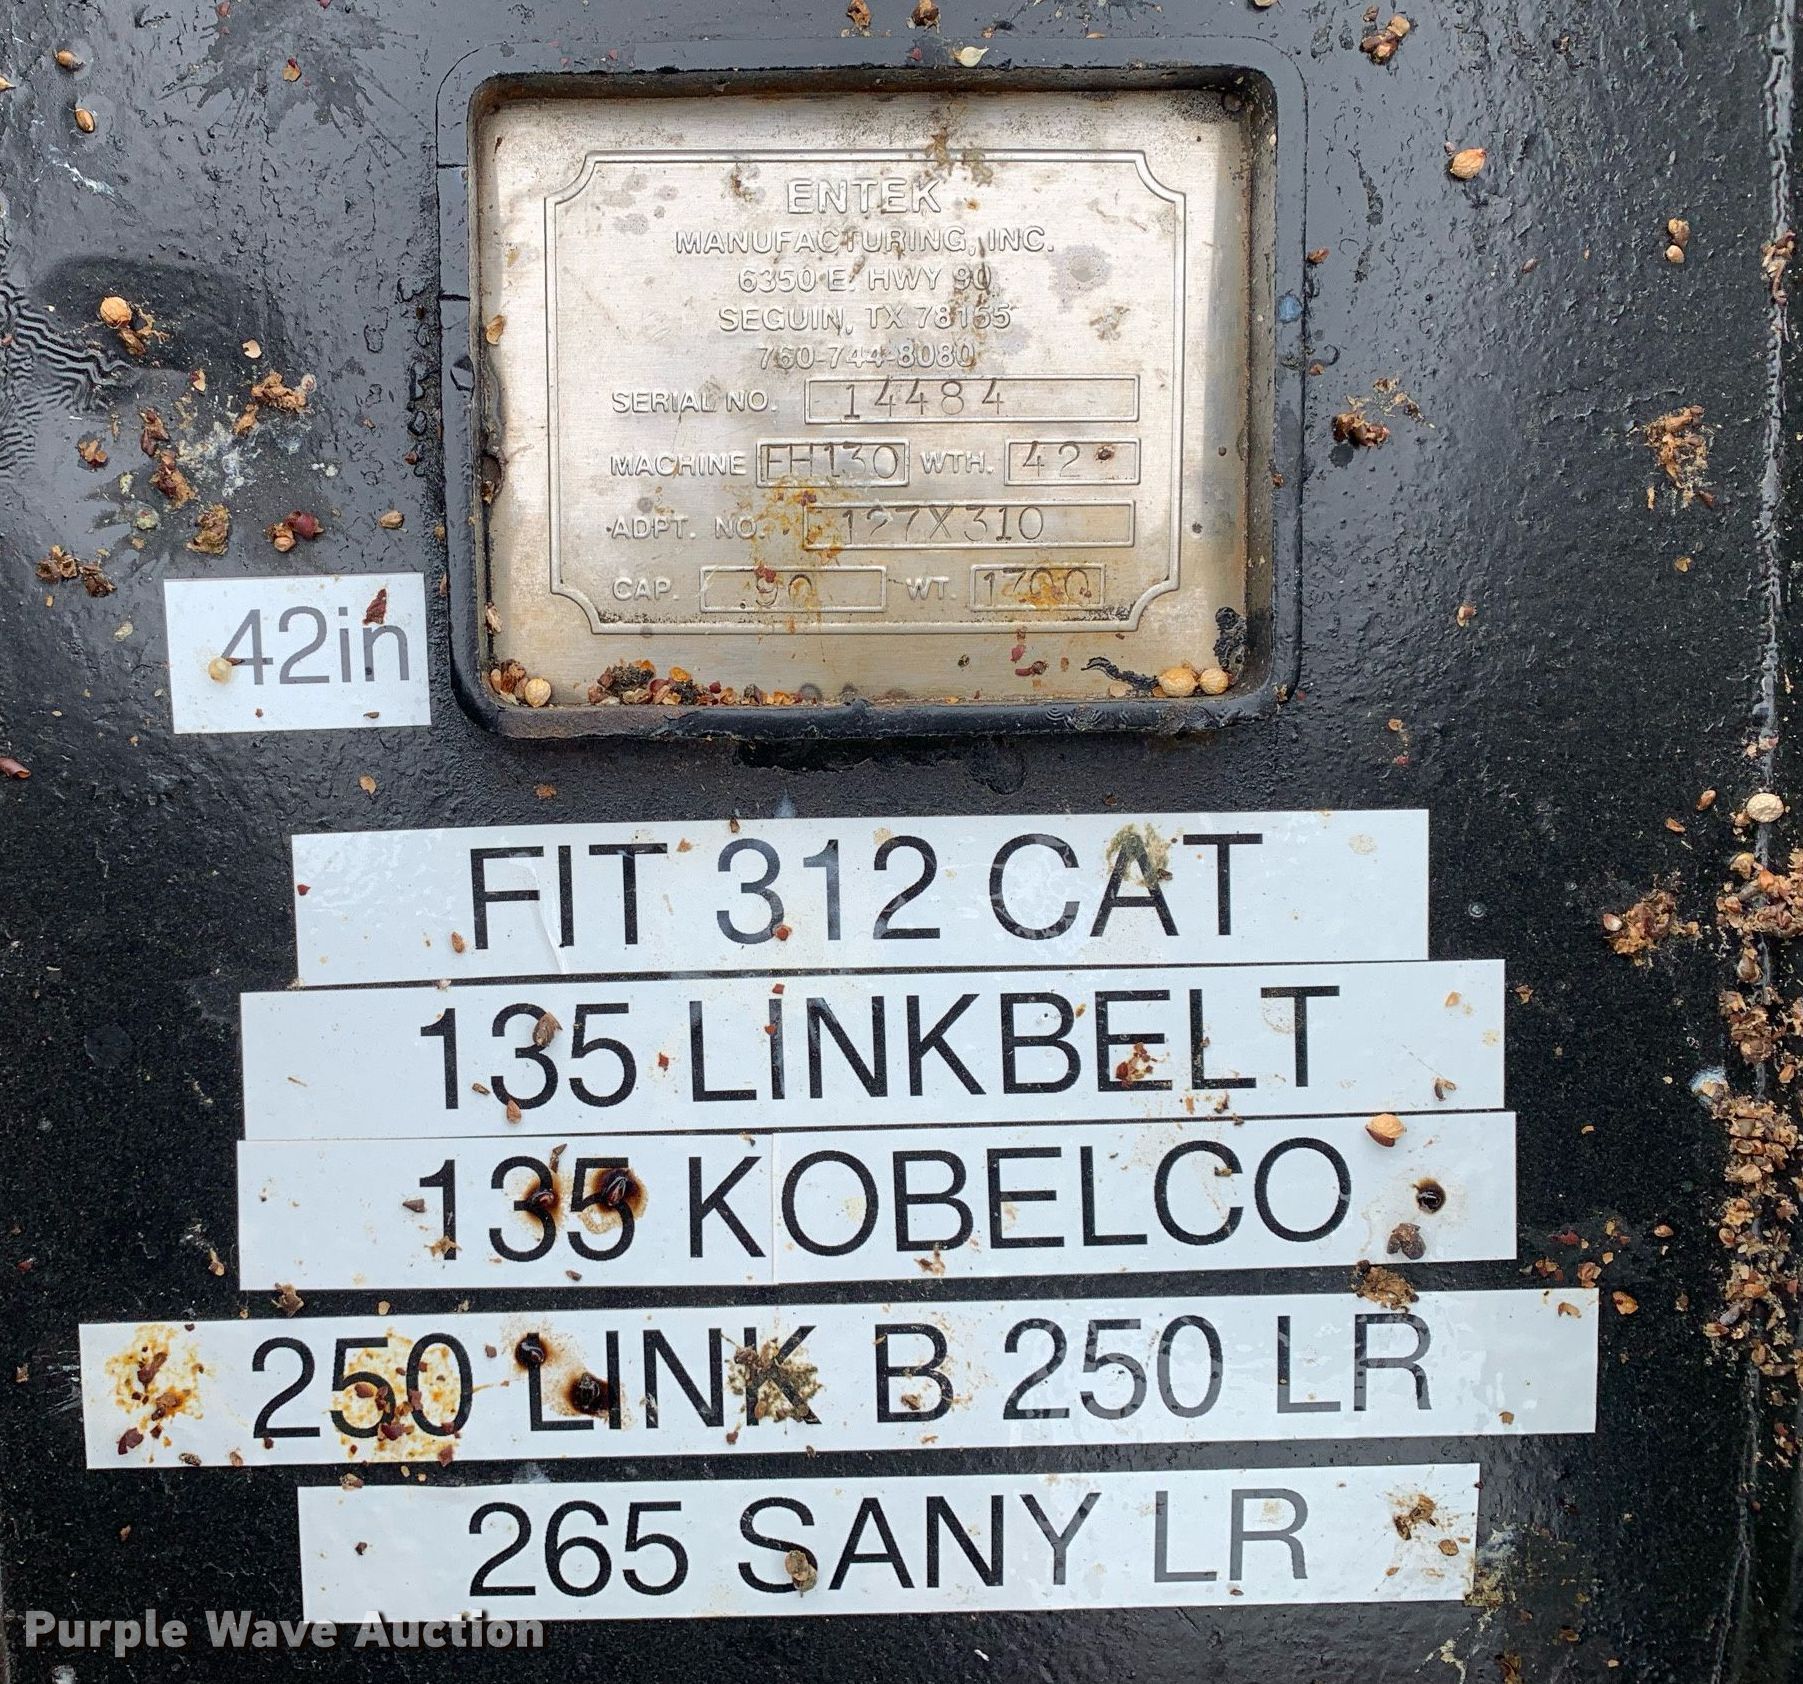 ENTEK
MANUFACTURING, INC.
6350 E. HWY 90
SEGUIN, TX 78155
760-744-8080
SERIAL NO. 14484
MACHINE EH130 WTH. 42"
ADPT. NO. 127X310
CAP. .90 WT. 1300
42in
FIT 312 CAT
135 LINKBELT
135 KOBELCO
250 LINK B 250 LR
265 SANY LR
Purple Wave Auction